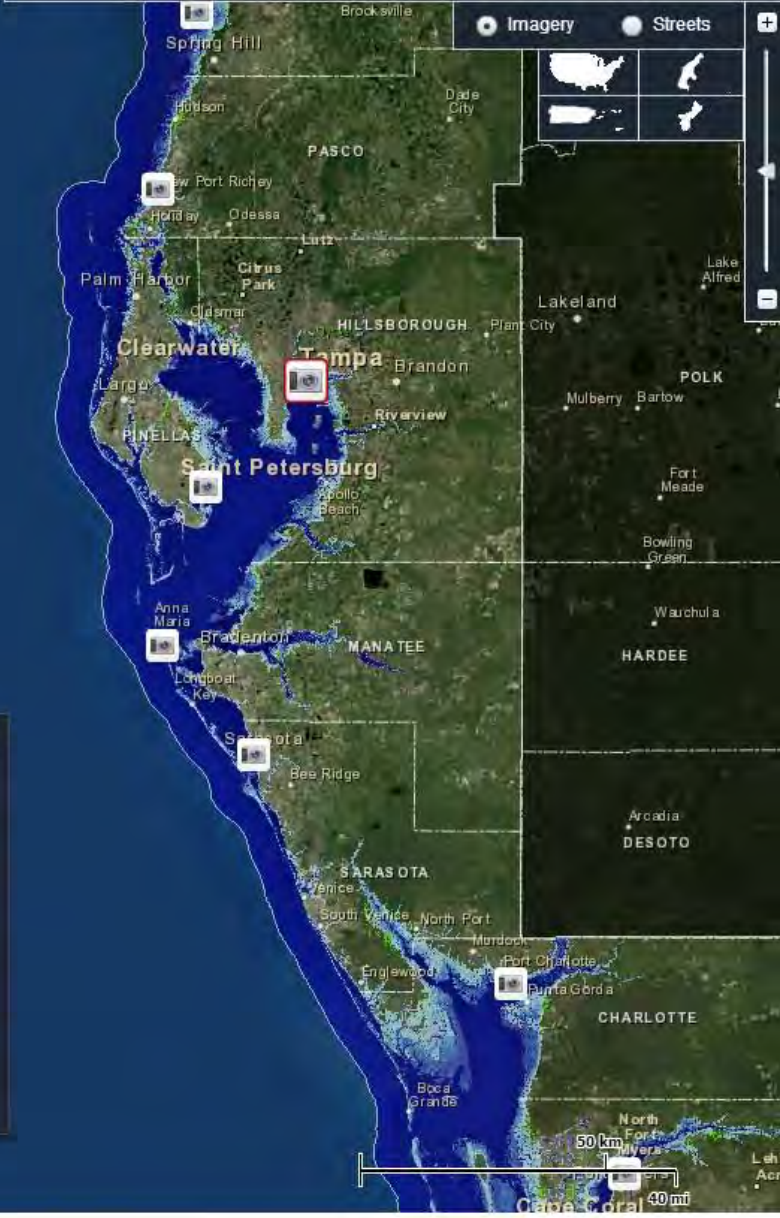 Brooksville
Imagery
Streets
Spring Hill
Dade
City
Hudson
PASCO
New Port Richey
Holiday
Odessa
Lutz
Citrus
Park
Lake
Alfred
Palm Harbor
Lakeland
Oldsmar
HILLSBOROUGH
Plant City
Clearwater
Tampa
Brandon
POLK
Largo
Mulberry
Bartow
Riverview
PINELLAS
Saint Petersburg
Fort
Meade
Apollo
Beach
Bowling
Green
Anna
Maria
Wauchula
Bradenton
MANATEE
HARDEE
Longboat
Key
Sarasota
Bee Ridge
Arcadia
DESOTO
SARASOTA
Venice
South Venice
North Port
Murdock
Port Charlotte
Englewood
Punta Gorda
CHARLOTTE
Boca
Grande
North
Fort
Myers
50 km
Leh
Acr
40 mi
Cape Coral